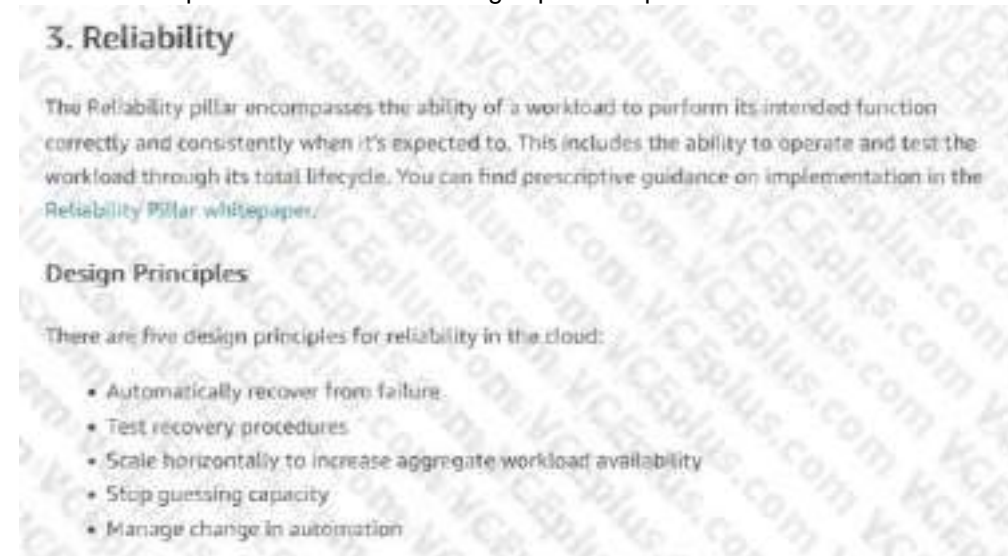 3. Reliability
The Reliability pillar encompasses the ability of a workload to perform its intended function
correctly and consistently when it's expected to. This includes the ability to operate and test the
workload through its total lifecycle. You can find prescriptive guidance on implementation in the
Reliability Pillar whitepaper.
Design Principles
There are five design principles for reliability in the cloud:
• Automatically recover from failure
• Test recovery procedures
• Scale horizontally to increase aggregate workload availability
• Stop guessing capacity
• Manage change in automation